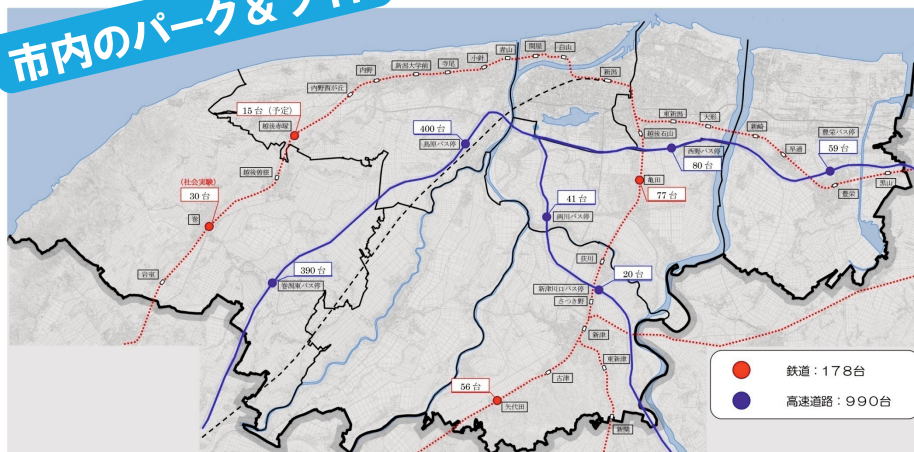 市内のパーク&
青山
関屋
白山
小針
寺尾
新潟大学前
内野
内野西が丘
新潟
15台(予定)
越後赤塚
400台
鳥原バス停
東新潟
大形
新崎
豊栄バス停
59台
越後石山
西野バス停
80台
早通
豊栄
黒山
越後曽根
(社会実験)
30台
巻
亀田
77台
41台
両川バス停
岩室
荻川
390台
巻潟東バス停
20台
新津川口バス停
さつき野
新津
東新津
古津
56台
矢代田
新関
鉄道:178台
高速道路:990台